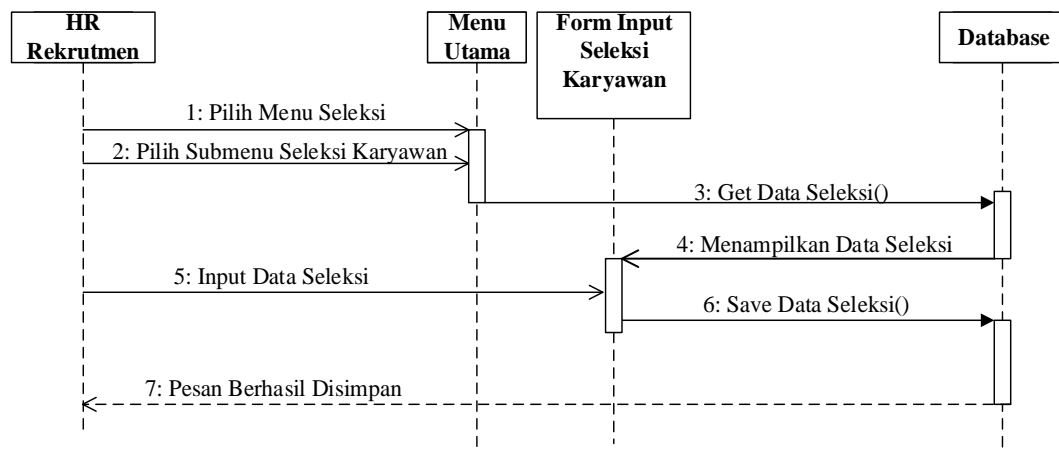 HR
Rekrutmen
Menu
Utama
Form Input
Seleksi
Karyawan
Database
1: Pilih Menu Seleksi
2: Pilih Submenu Seleksi Karyawan
3: Get Data Seleksi()
4: Menampilkan Data Seleksi
5: Input Data Seleksi
6: Save Data Seleksi()
7: Pesan Berhasil Disimpan